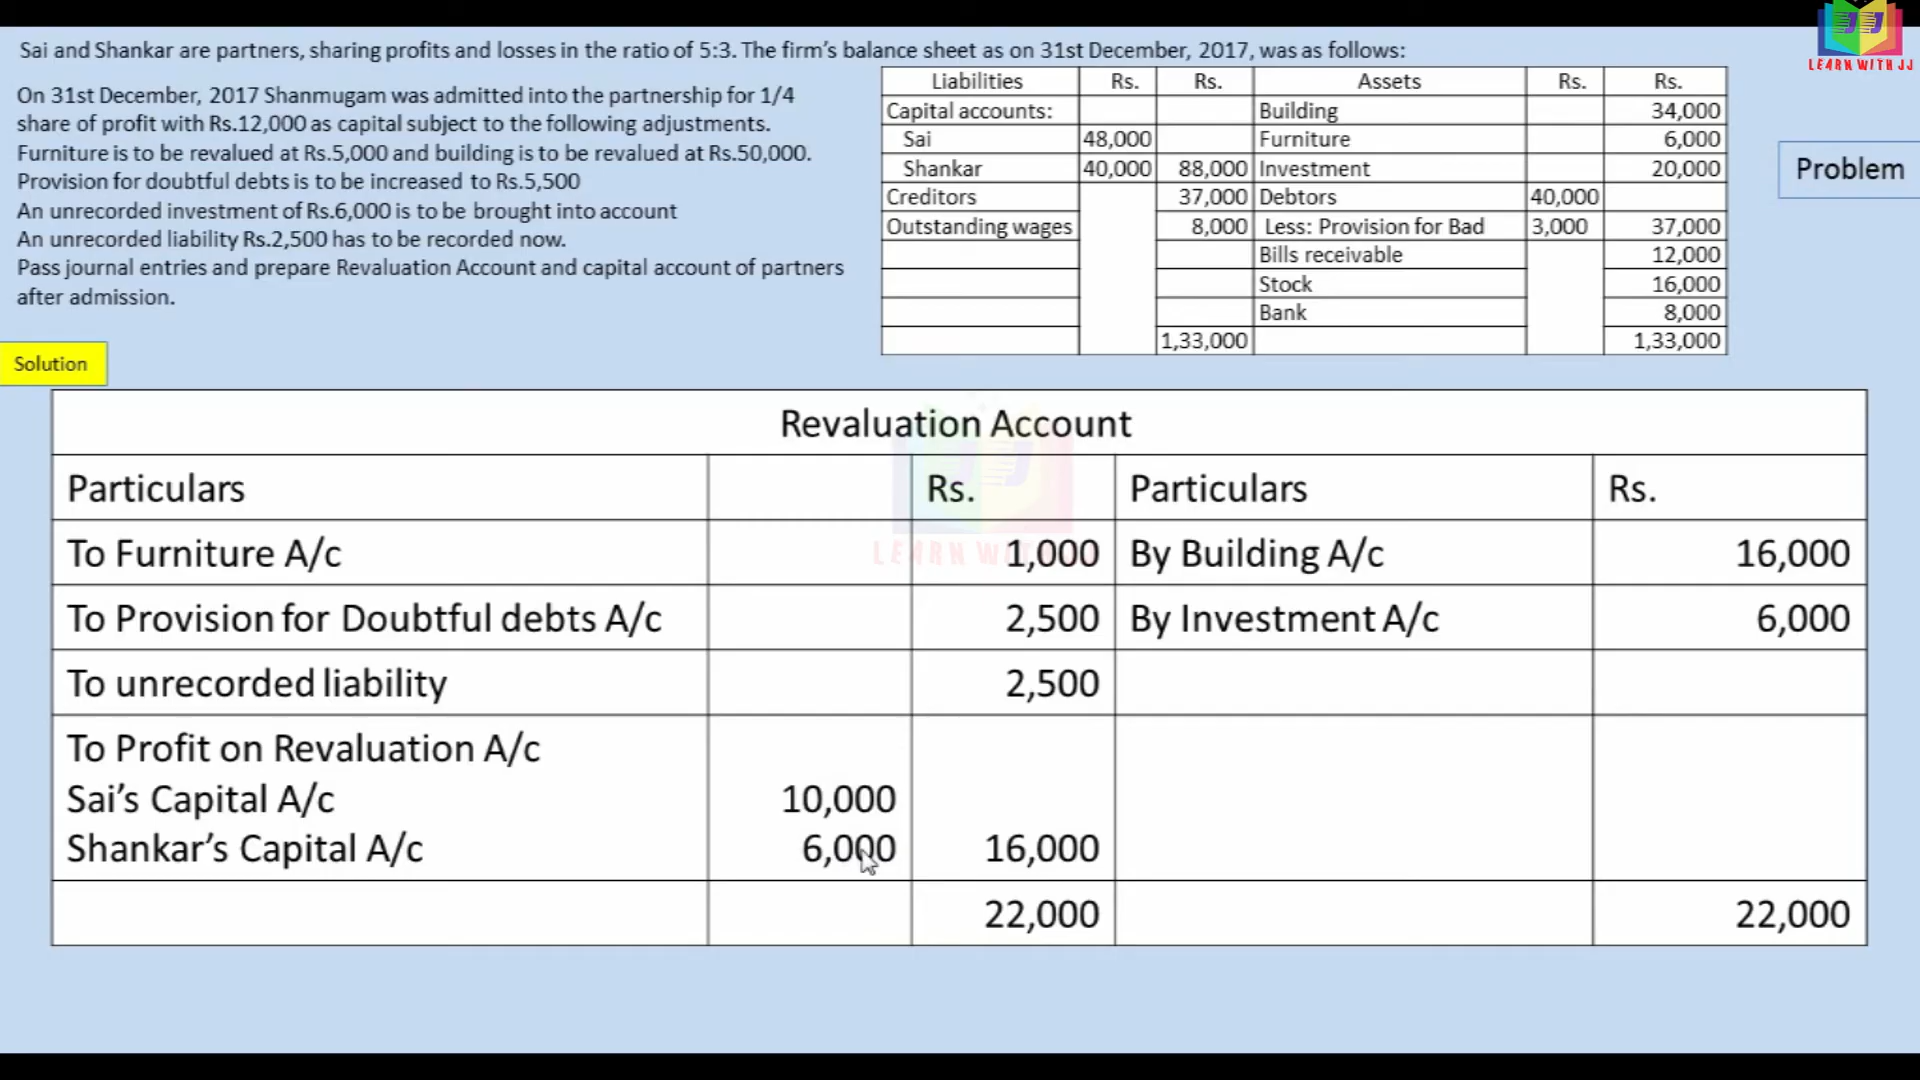 LEARN WITH JJ
Sai and Shankar are partners, sharing profits and losses in the ratio of 5:3. The firm's balance sheet as on 31st December, 2017, was as follows:
On 31st December, 2017 Shanmugam was admitted into the partnership for 1/4
share of profit with Rs.12,000 as capital subject to the following adjustments.
Furniture is to be revalued at Rs.5,000 and building is to be revalued at Rs.50,000.
Provision for doubtful debts is to be increased to Rs.5,500
An unrecorded investment of Rs.6,000 is to be brought into account
An unrecorded liability Rs.2,500 has to be recorded now.
Pass journal entries and prepare Revaluation Account and capital account of partners
after admission.
Liabilities Rs. Rs. Assets Rs. Rs.
Capital accounts: Building 34,000
Sai 48,000 Furniture 6,000
Shankar 40,000 88,000 Investment 20,000
Creditors 37,000 Debtors 40,000
Outstanding wages 8,000 Less: Provision for Bad 3,000 37,000
Bills receivable 12,000
Stock 16,000
Bank 8,000
1,33,000 1,33,000
Problem
Solution
Revaluation Account
Particulars Rs. Particulars Rs.
To Furniture A/c 1,000 By Building A/c 16,000
To Provision for Doubtful debts A/c 2,500 By Investment A/c 6,000
To unrecorded liability 2,500
To Profit on Revaluation A/c
Sai's Capital A/c 10,000
Shankar's Capital A/c 6,000 16,000
22,000 22,000
LEARN WITH JJ